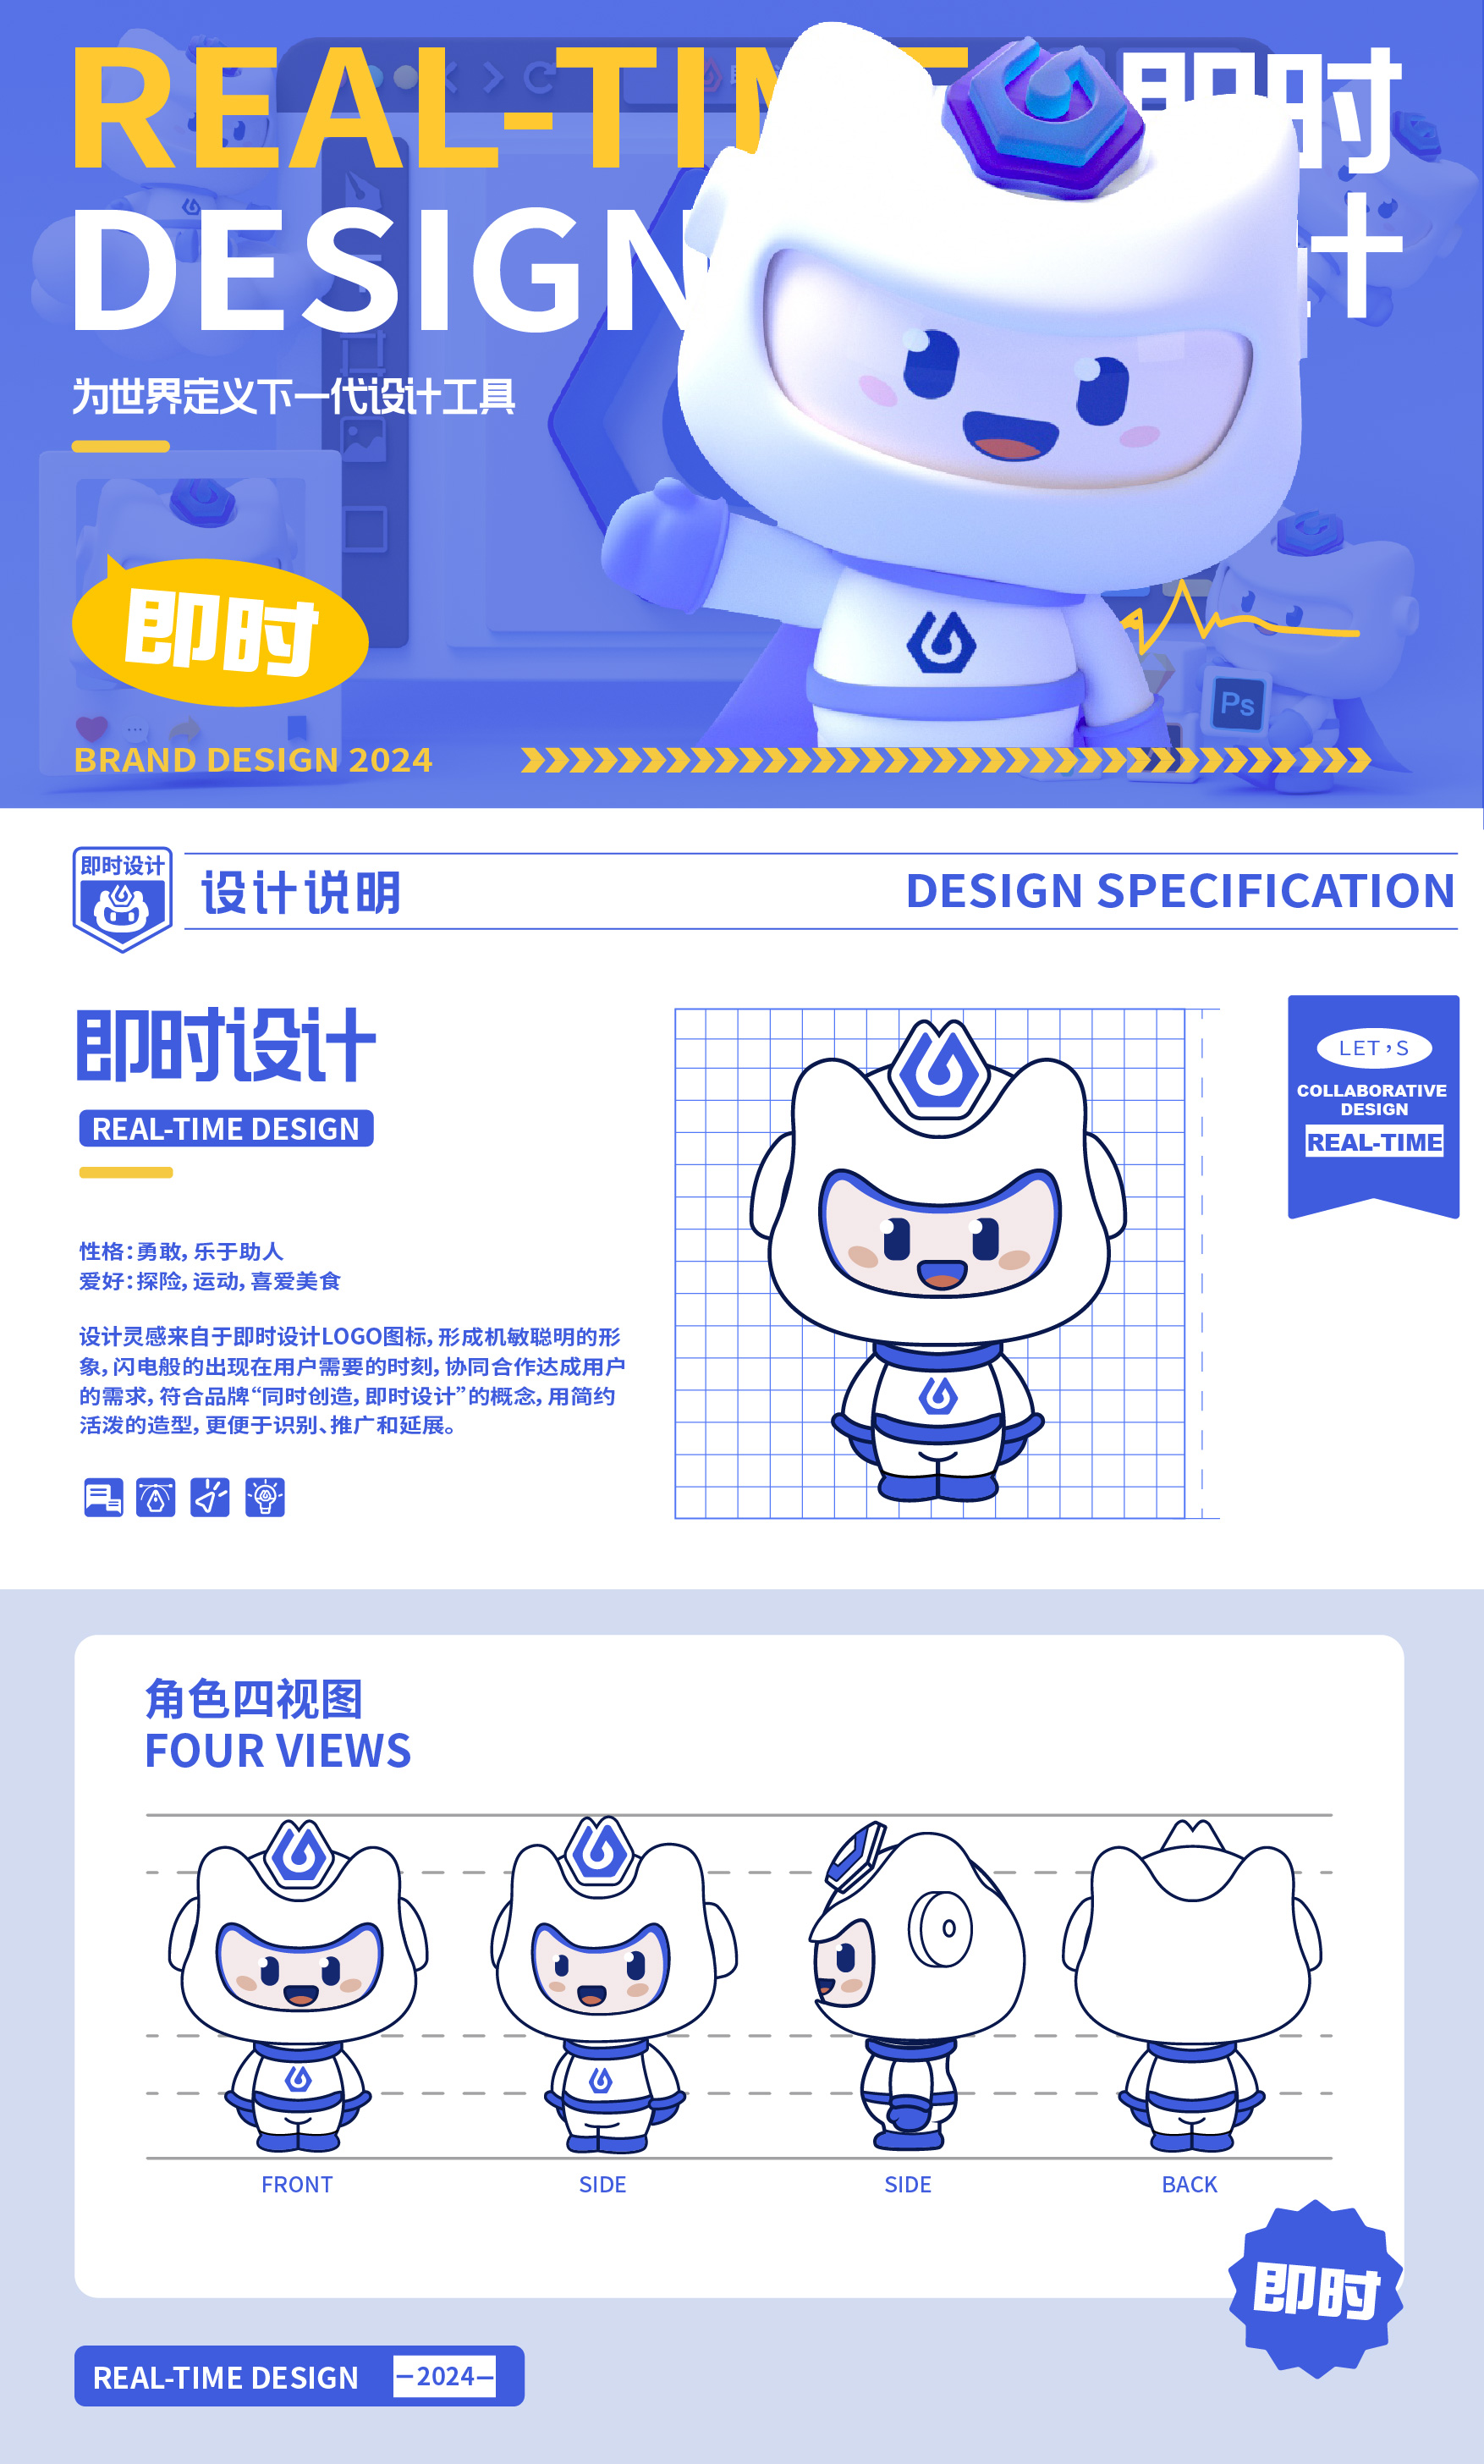 REAL-TIME 即时
DESIGN 计
为世界定义下一代设计工具
即时
Ps
BRAND DESIGN 2024
即时设计
设计说明
DESIGN SPECIFICATION
即时设计
REAL-TIME DESIGN
LET'S
COLLABORATIVE
DESIGN
REAL-TIME
性格：勇敢，乐于助人
爱好：探险，运动，喜爱美食
设计灵感来自于即时设计LOGO图标，形成机敏聪明的形
象，闪电般的出现在用户需要的时刻，协同合作达成用户
的需求，符合品牌“同时创造，即时设计”的概念，用简约
活泼的造型，更便于识别、推广和延展。
角色四视图
FOUR VIEWS
FRONT
SIDE
SIDE
BACK
即时
REAL-TIME DESIGN
—2024—